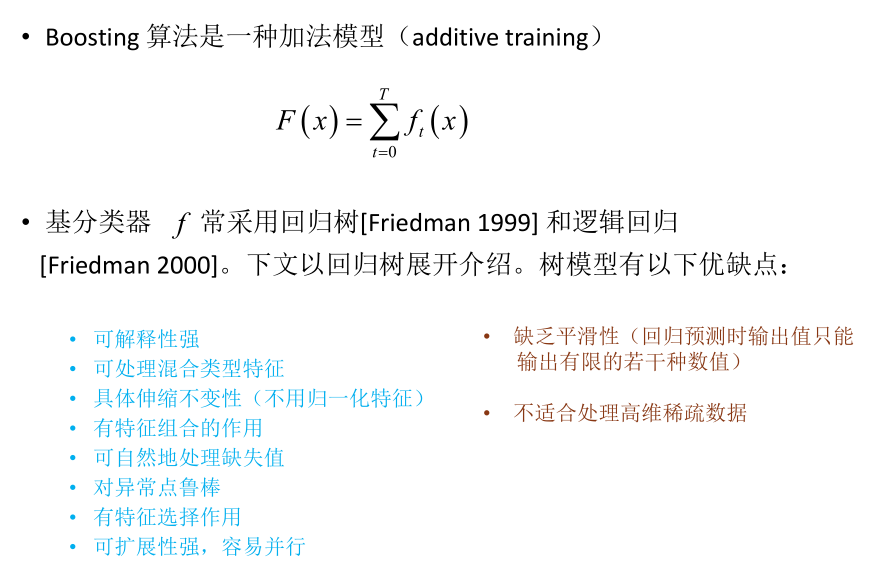 • Boosting 算法是一种加法模型（additive training）
F(x) = \sum_{t=0}^{T} f_t(x)
• 基分类器 f 常采用回归树[Friedman 1999] 和逻辑回归
[Friedman 2000]。下文以回归树展开介绍。树模型有以下优缺点：
• 可解释性强
• 可处理混合类型特征
• 具体伸缩不变性（不用归一化特征）
• 有特征组合的作用
• 可自然地处理缺失值
• 对异常点鲁棒
• 有特征选择作用
• 可扩展性强，容易并行
• 缺乏平滑性（回归预测时输出值只能
输出有限的若干种数值）
• 不适合处理高维稀疏数据